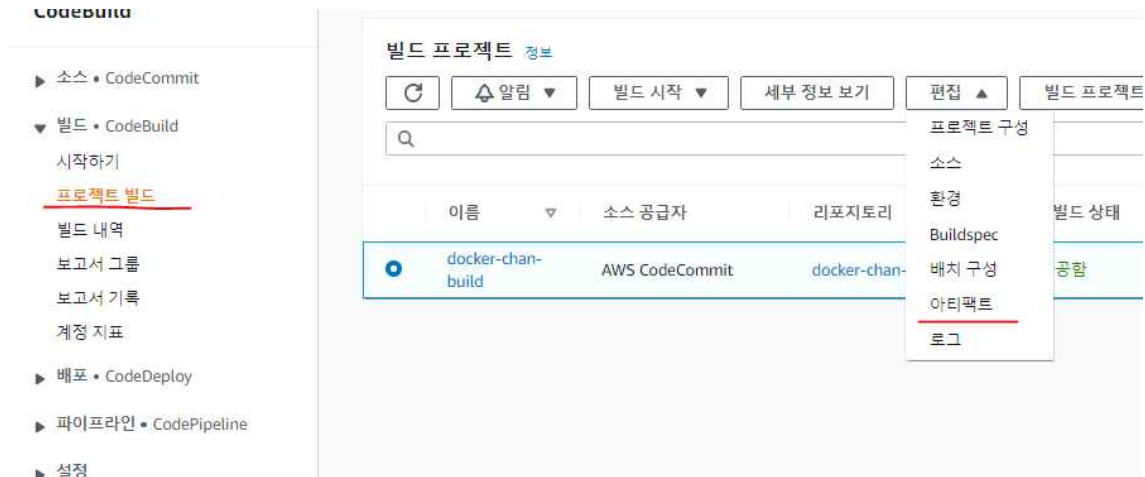 CodeBuild
소스 • CodeCommit
빌드 • CodeBuild
시작하기
프로젝트 빌드
빌드 내역
보고서 그룹
보고서 기록
계정 지표
배포 • CodeDeploy
파이프라인 • CodePipeline
설정
빌드 프로젝트 정보
알림 빌드 시작 세부 정보 보기 편집 빌드 프로젝트
프로젝트 구성
소스
환경
Buildspec
배치 구성
아티팩트
로그
이름 소스 공급자 리포지토리 빌드 상태
docker-chan-
build
AWS CodeCommit docker-chan- 공함